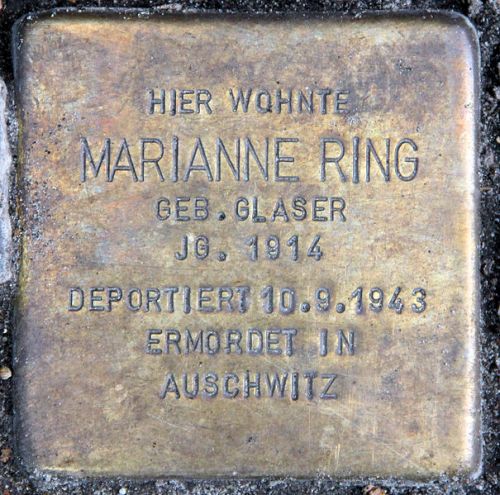 HIER WOHNTE
MARIANNE RING
GEB. GLASER
JG. 1914
DEPORTIERT 10.9.1943
ERMORDET IN
AUSCHWITZ